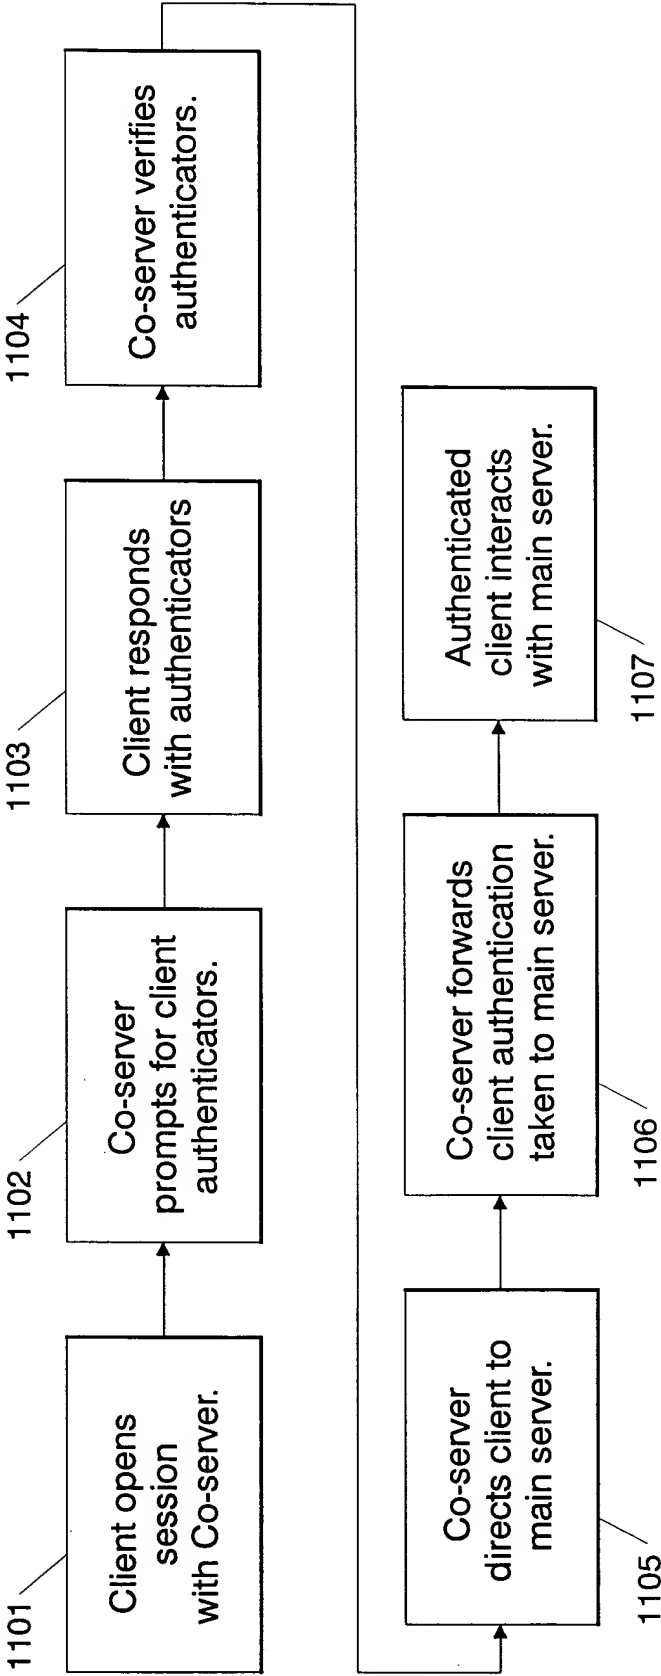 1101
Client opens
session
with Co-server.
1102
Co-server
prompts for client
authenticators.
1103
Client responds
with authenticators
1104
Co-server verifies
authenticators.
1105
Co-server
directs client to
main server.
1106
Co-server forwards
client authentication
taken to main server.
1107
Authenticated
client interacts
with main server.